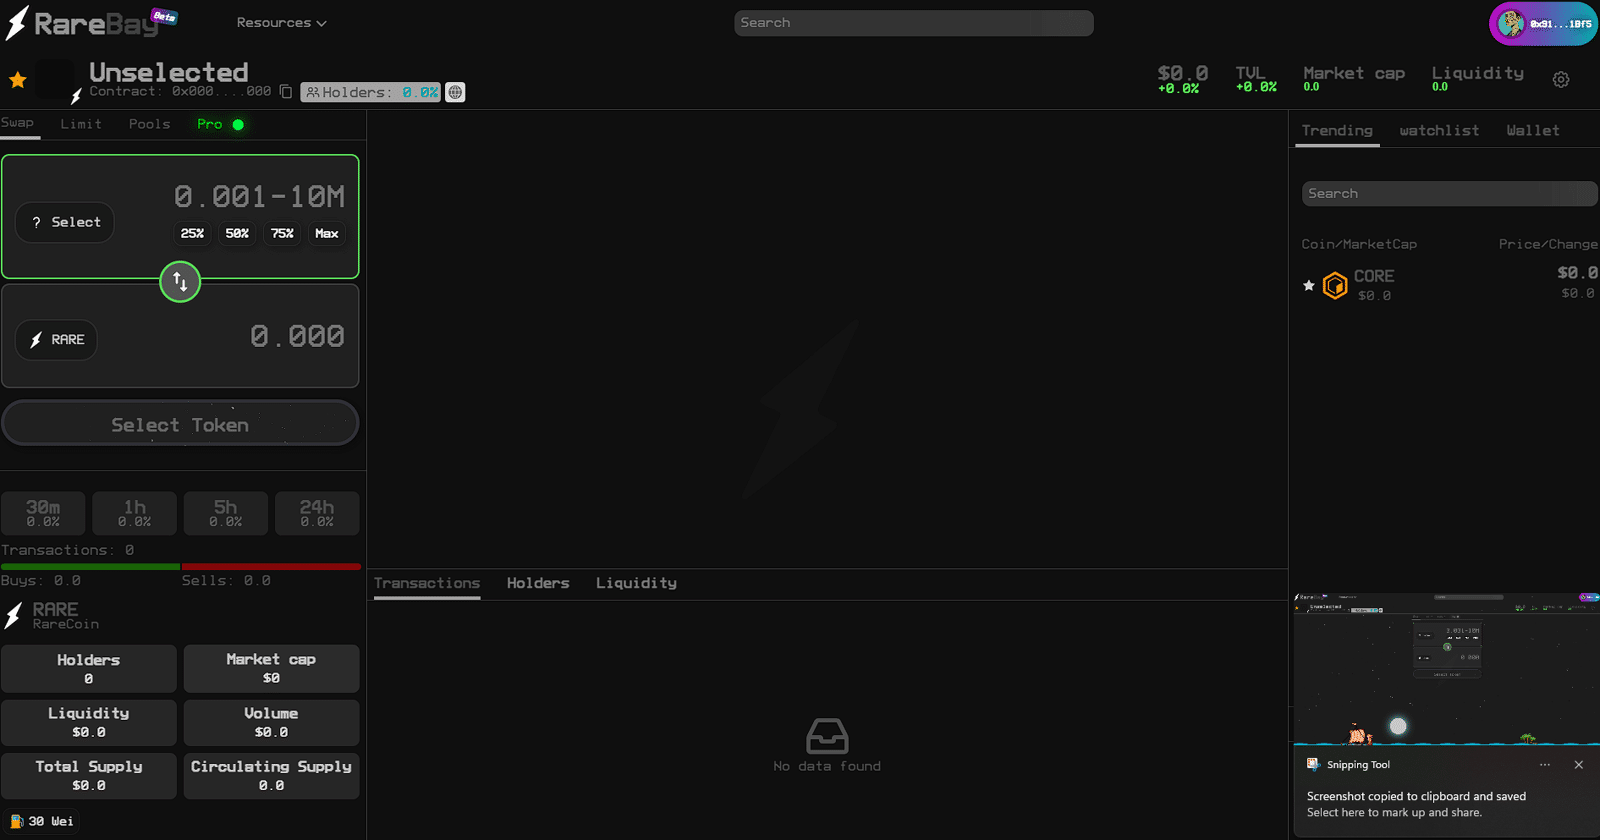 RareBay Beta
Resources
Search
0x91...1Bf5
Unselected
Contract: 0x000....000
Holders: 0.0%
$0.0
+0.0%
TVL
+0.0%
Market cap
0.0
Liquidity
0.0
Swap Limit Pools Pro
0.001-10M
? Select
25% 50% 75% Max
RARE
0.000
Select Token
30m 1h 5h 24h
0.0% 0.0% 0.0% 0.0%
Transactions: 0
Buys: 0.0 Sells: 0.0
RARE
RareCoin
Holders
0
Market cap
$0
Liquidity
$0.0
Volume
$0.0
Total Supply
$0.0
Circulating Supply
0.0
30 Wei
Transactions Holders Liquidity
No data found
Trending watchlist Wallet
Search
Coin/MarketCap Price/Change
CORE $0.0
$0.0 $0.0
RareBay
Unselected
Snipping Tool
Screenshot copied to clipboard and saved
Select here to mark up and share.